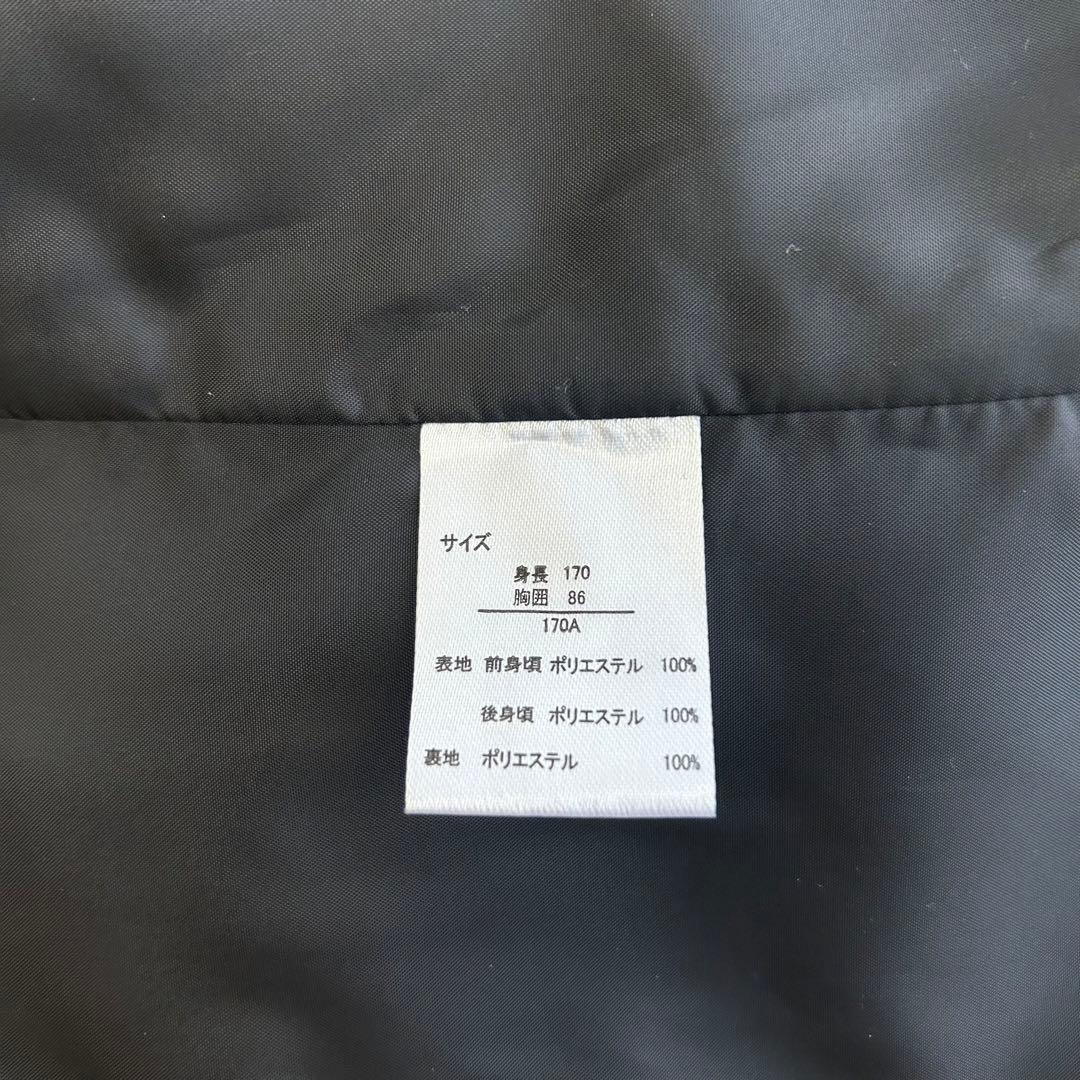 サイズ
身長 170
胸囲 86
170A
表地 前身頃 ポリエステル 100%
後身頃 ポリエステル 100%
裏地 ポリエステル 100%